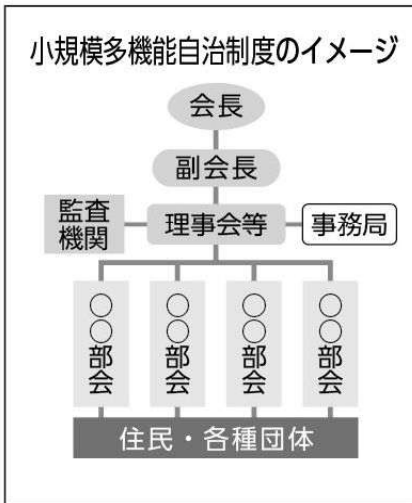 小規模多機能自治制度のイメージ
会長
副会長
監査
機関
理事会等
事務局
○○部会
○○部会
○○部会
○○部会
住民・各種団体